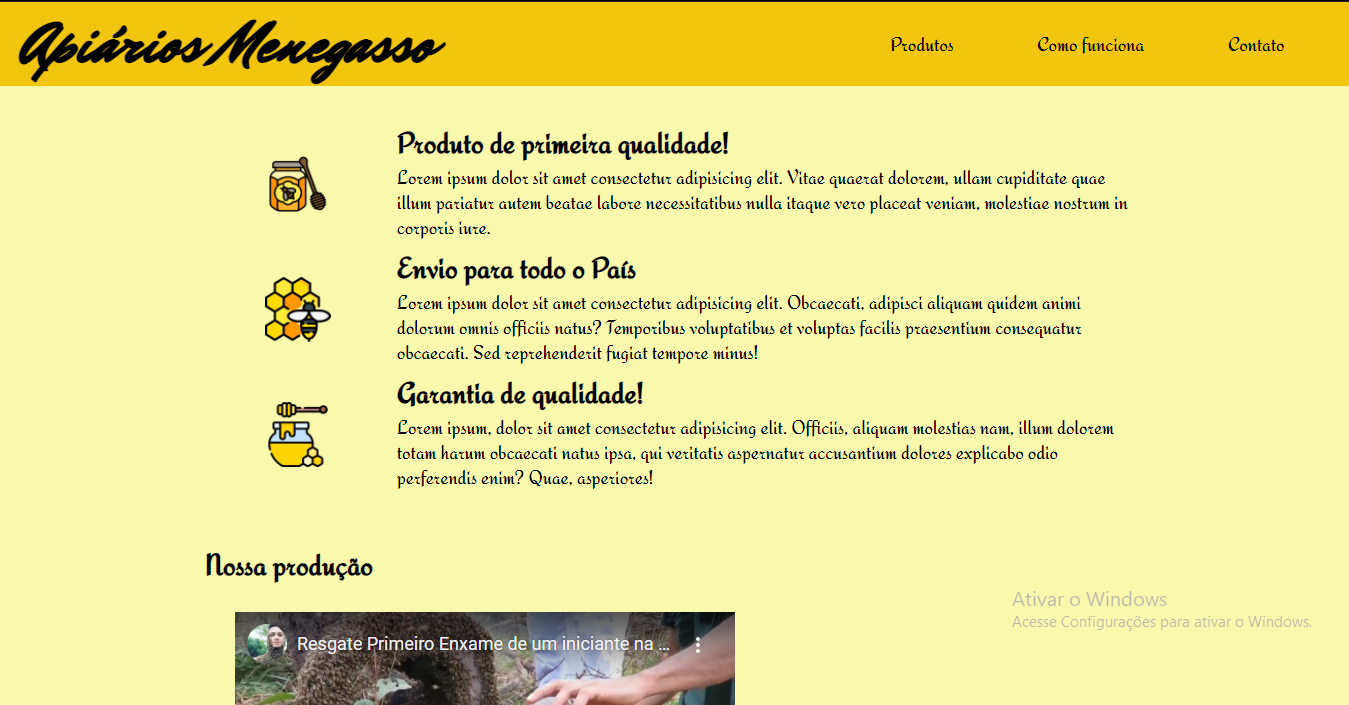 Apiários Menegasso
Produtos
Como funciona
Contato
Produto de primeira qualidade!
Lorem ipsum dolor sit amet consectetur adipisicing elit. Vitae quaerat dolorem, ullam cupiditate quae
illum pariatur autem beatae labore necessitatibus nulla itaque vero placeat veniam, molestiae nostrum in
corporis iure.
Envio para todo o País
Lorem ipsum dolor sit amet consectetur adipisicing elit. Obcaecati, adipisci aliquam quidem animi
dolorum omnis officiis natus? Temporibus voluptatibus et voluptas facilis praesentium consequatur
obcaecati. Sed reprehenderit fugiat tempore minus!
Garantia de qualidade!
Lorem ipsum, dolor sit amet consectetur adipisicing elit. Officiis, aliquam molestias nam, illum dolorem
totam harum obcaecati natus ipsa, qui veritatis aspernatur accusantium dolores explicabo odio
perferendis enim? Quae, asperiores!
Nossa produção
Resgate Primeiro Enxame de um iniciante na ...
Ativar o Windows
Acesse Configurações para ativar o Windows.